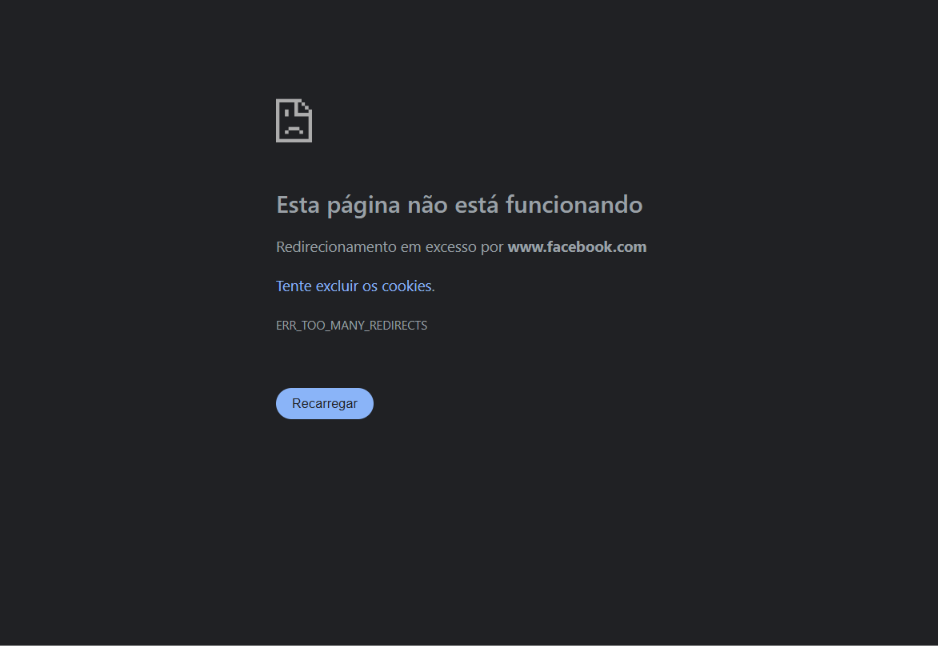 Esta página não está funcionando
Redirecionamento em excesso por www.facebook.com
Tente excluir os cookies.
ERR_TOO_MANY_REDIRECTS
Recarregar